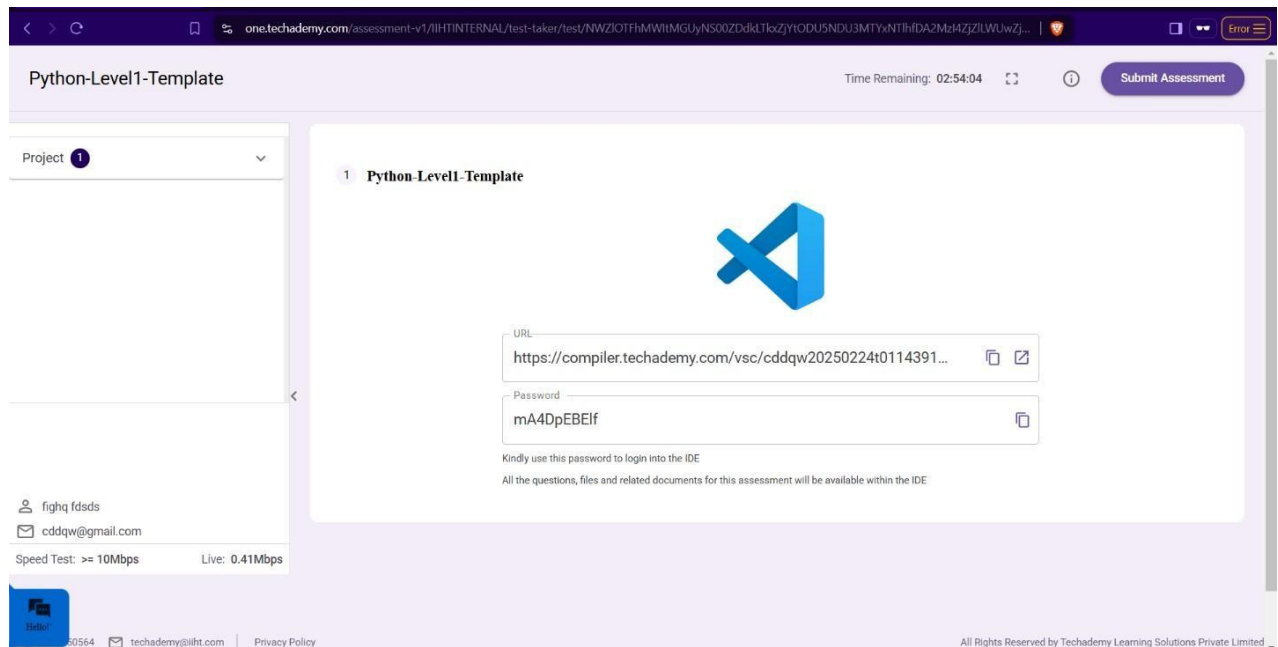 one.techademy.com/assessment-v1/IIHTINTERNAL/test-taker/test/
Error
Python-Level1-Template
Time Remaining: 02:54:04
Submit Assessment
Project 1
1 Python-Level1-Template
URL
https://compiler.techademy.com/vsc/cddqw20250224t0114391...
Password
mA4DpEBElf
Kindly use this password to login into the IDE
All the questions, files and related documents for this assessment will be available within the IDE
fighq fdsds
cddqw@gmail.com
Speed Test: >= 10Mbps Live: 0.41Mbps
Hello!
50564 techademy@iiht.com | Privacy Policy
All Rights Reserved by Techademy Learning Solutions Private Limited